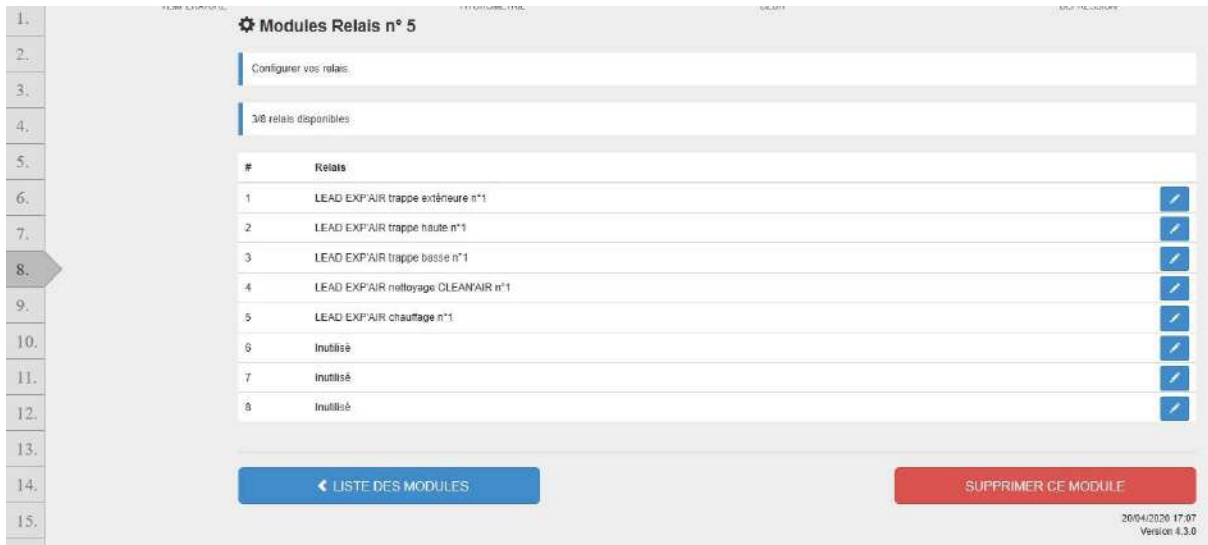 1.
2.
3.
4.
5.
6.
7.
8.
9.
10.
11.
12.
13.
14.
15.
Modules Relais n° 5
Configurer vos relais.
3/8 relais disponibles
# Relais
1 LEAD EXP'AIR trappe extérieure n°1
2 LEAD EXP'AIR trappe haute n°1
3 LEAD EXP'AIR trappe basse n°1
4 LEAD EXP'AIR nettoyage CLEAN'AIR n°1
5 LEAD EXP'AIR chauffage n°1
6 Inutilisé
7 Inutilisé
8 Inutilisé
LISTE DES MODULES
SUPPRIMER CE MODULE
20/04/2020 17:07
Version 4.3.0